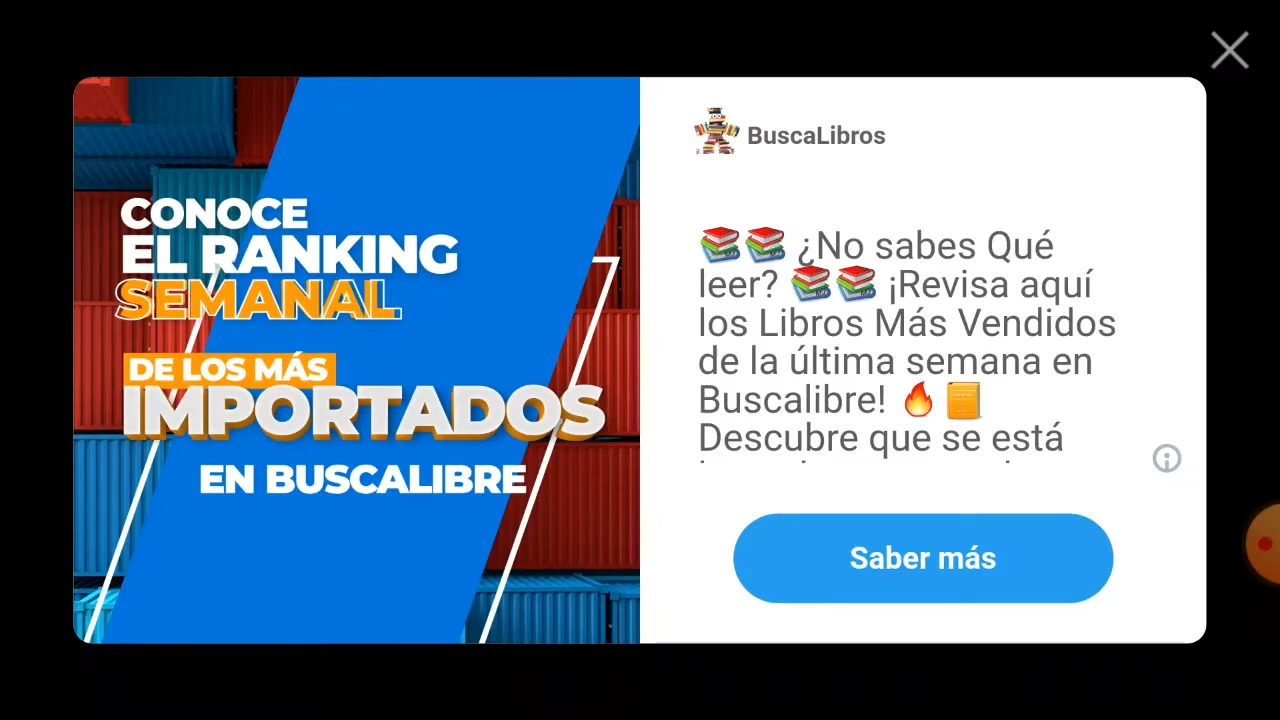 CONOCE
EL RANKING
SEMANAL
DE LOS MÁS
IMPORTADOS
EN BUSCALIBRE
BuscaLibros
📚📚 ¿No sabes Qué
leer? 📚📚 ¡Revisa aquí
los Libros Más Vendidos
de la última semana en
Buscalibre! 🔥📒
Descubre que se está
Saber más